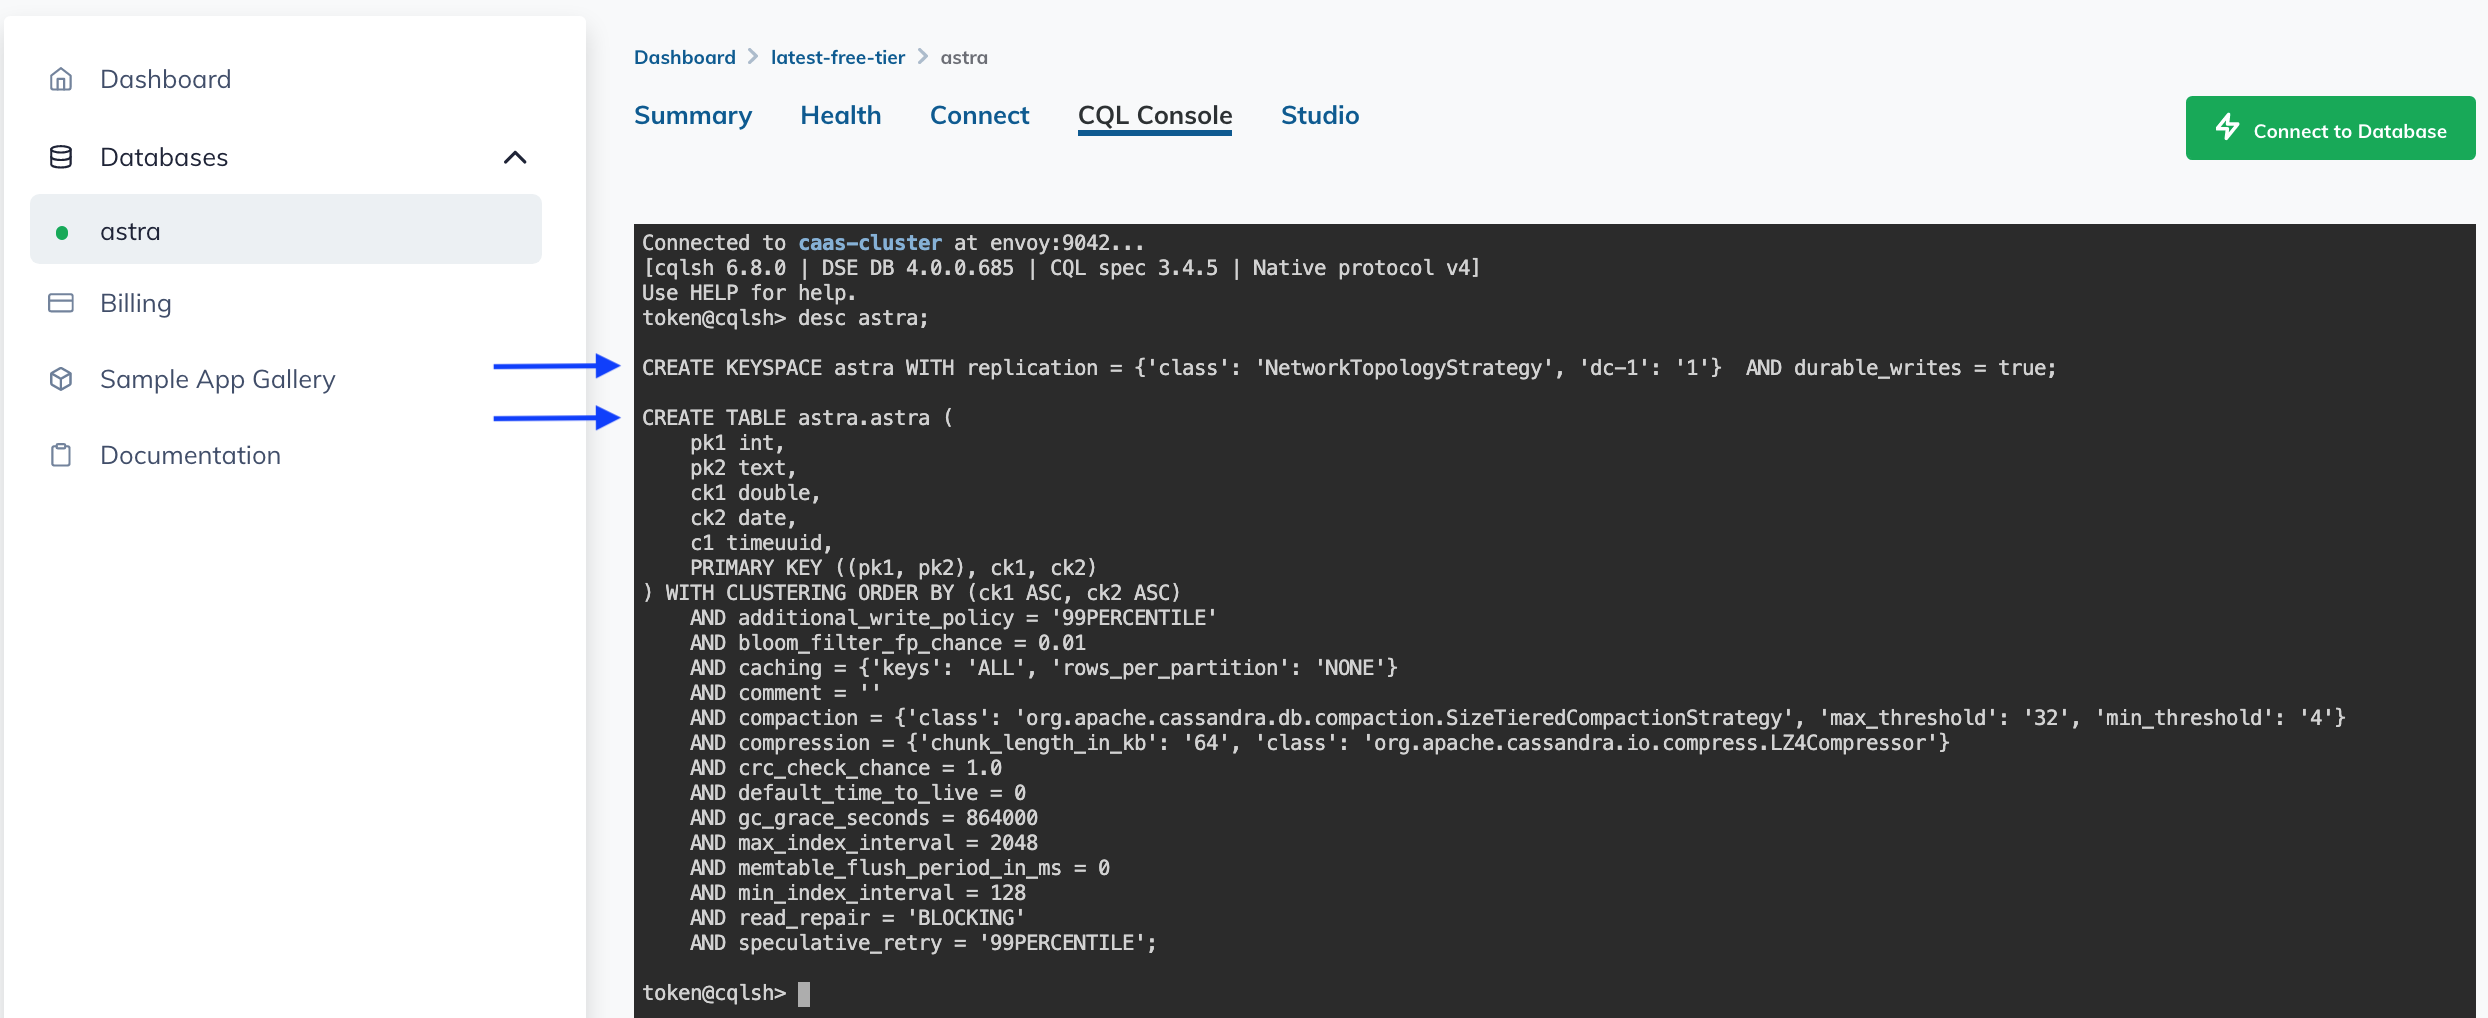 Dashboard
Databases
astra
Billing
Sample App Gallery
Documentation
Dashboard > latest-free-tier > astra
Summary Health Connect CQL Console Studio
Connect to Database
Connected to caas-cluster at envoy:9042...
[cqlsh 6.8.0 | DSE DB 4.0.0.685 | CQL spec 3.4.5 | Native protocol v4]
Use HELP for help.
token@cqlsh> desc astra;
CREATE KEYSPACE astra WITH replication = {'class': 'NetworkTopologyStrategy', 'dc-1': '1'}  AND durable_writes = true;
CREATE TABLE astra.astra (
    pk1 int,
    pk2 text,
    ck1 double,
    ck2 date,
    c1 timeuuid,
    PRIMARY KEY ((pk1, pk2), ck1, ck2)
) WITH CLUSTERING ORDER BY (ck1 ASC, ck2 ASC)
    AND additional_write_policy = '99PERCENTILE'
    AND bloom_filter_fp_chance = 0.01
    AND caching = {'keys': 'ALL', 'rows_per_partition': 'NONE'}
    AND comment = ''
    AND compaction = {'class': 'org.apache.cassandra.db.compaction.SizeTieredCompactionStrategy', 'max_threshold': '32', 'min_threshold': '4'}
    AND compression = {'chunk_length_in_kb': '64', 'class': 'org.apache.cassandra.io.compress.LZ4Compressor'}
    AND crc_check_chance = 1.0
    AND default_time_to_live = 0
    AND gc_grace_seconds = 864000
    AND max_index_interval = 2048
    AND memtable_flush_period_in_ms = 0
    AND min_index_interval = 128
    AND read_repair = 'BLOCKING'
    AND speculative_retry = '99PERCENTILE';
token@cqlsh>